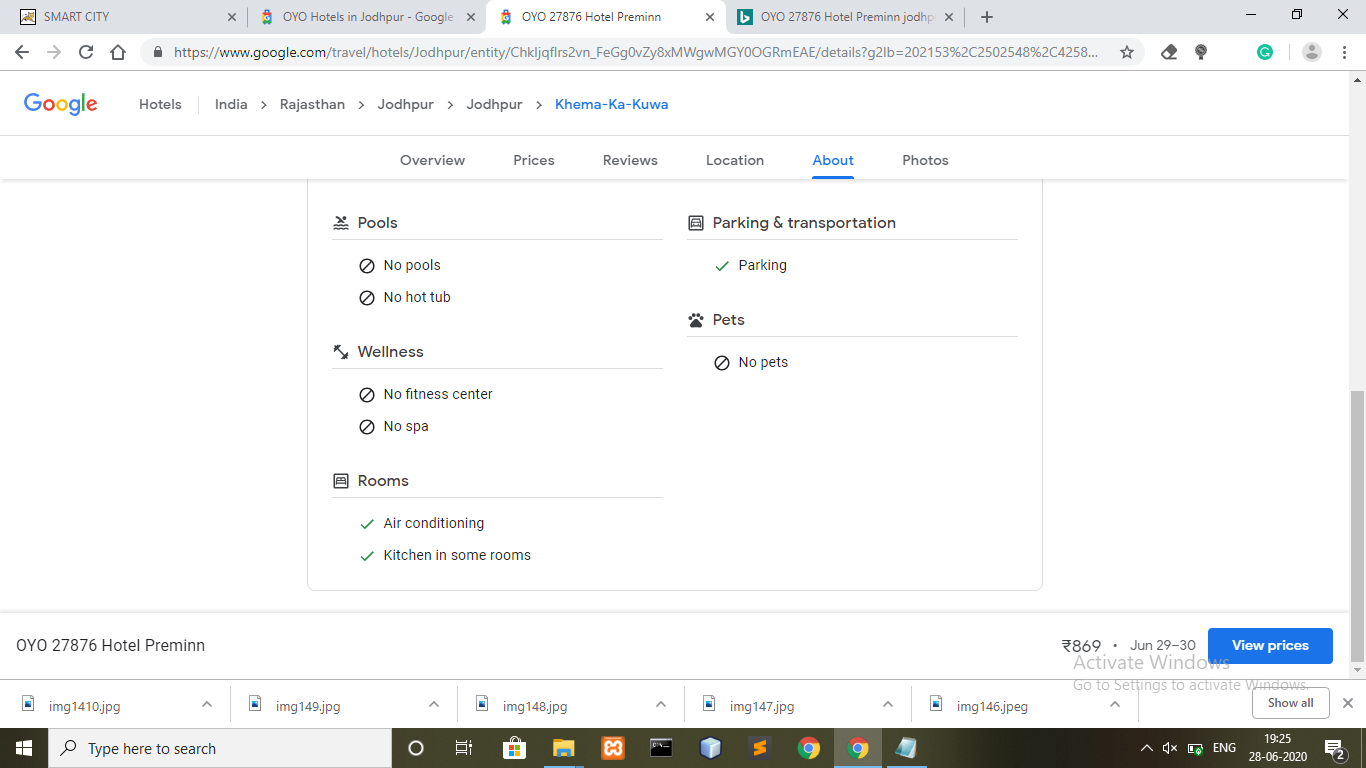 SMART CITY
OYO Hotels in Jodhpur - Google
OYO 27876 Hotel Preminn
OYO 27876 Hotel Preminn jodhp
https://www.google.com/travel/hotels/Jodhpur/entity/ChkIjqflrs2vn_FeGg0vZy8xMWgwMGY0OGRmEAE/details?g2lb=202153%2C2502548%2C4258...
Google
Hotels
India > Rajasthan > Jodhpur > Jodhpur > Khema-Ka-Kuwa
Overview
Prices
Reviews
Location
About
Photos
Pools
No pools
No hot tub
Wellness
No fitness center
No spa
Rooms
Air conditioning
Kitchen in some rooms
Parking & transportation
Parking
Pets
No pets
OYO 27876 Hotel Preminn
₹869 • Jun 29–30
View prices
Activate Windows
Go to Settings to activate Windows.
img1410.jpg
img149.jpg
img148.jpg
img147.jpg
img146.jpeg
Show all
Type here to search
ENG
19:25
28-06-2020
2